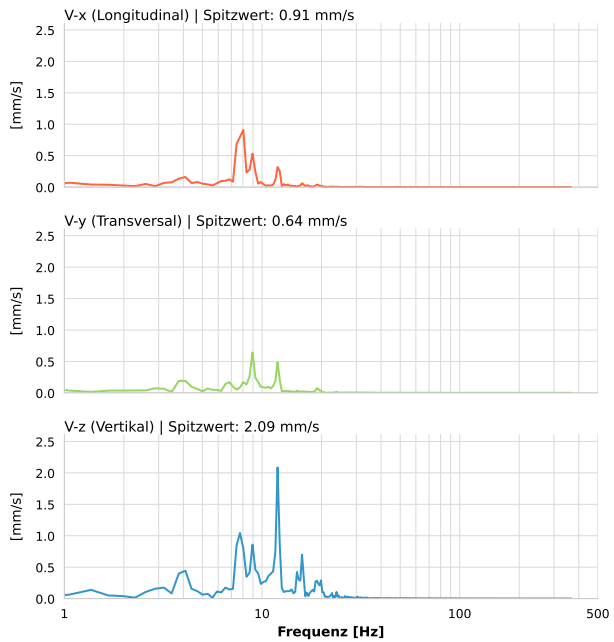 V-x (Longitudinal) | Spitzwert: 0.91 mm/s
2.5
2.0
1.5
1.0
0.5
0.0
[mm/s]
V-y (Transversal) | Spitzwert: 0.64 mm/s
2.5
2.0
1.5
1.0
0.5
0.0
[mm/s]
V-z (Vertikal) | Spitzwert: 2.09 mm/s
2.5
2.0
1.5
1.0
0.5
0.0
[mm/s]
1 10 100 500
Frequenz [Hz]